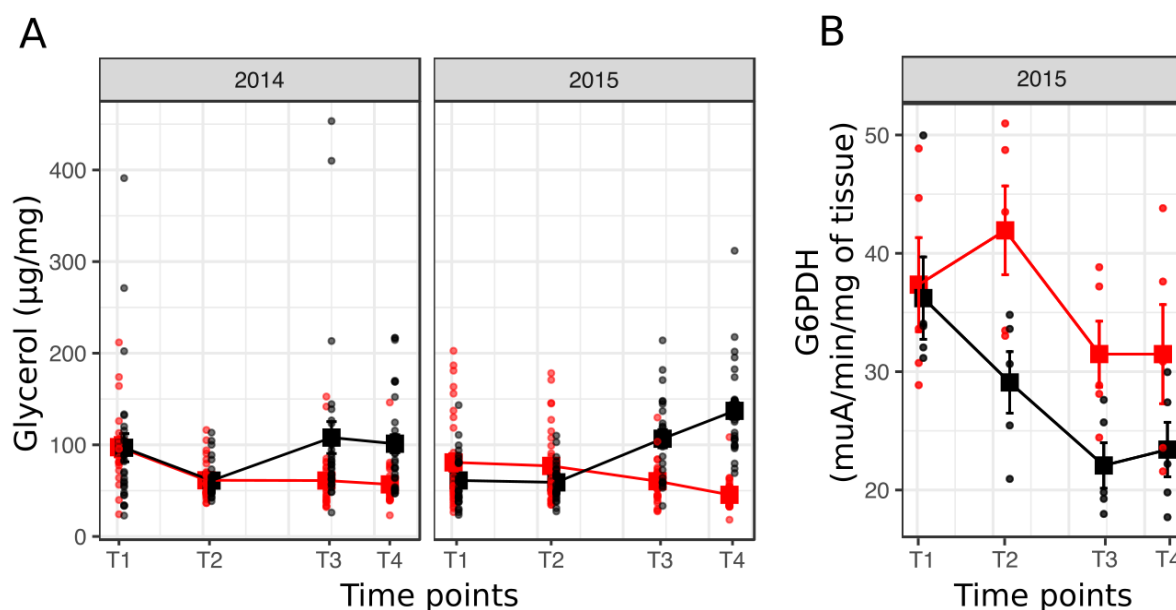 A
B
2014
2015
2015
Glycerol (µg/mg)
400
300
200
100
0
T1
T2
T3
T4
T1
T2
T3
T4
Time points
G6PDH
(muA/min/mg of tissue)
50
40
30
20
T1
T2
T3
T4
Time points